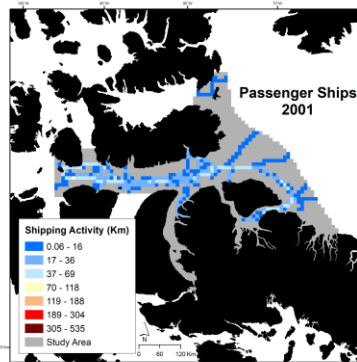 Passenger Ships
2001
Shipping Activity (Km)
0.06 - 16
17 - 36
37 - 69
70 - 118
119 - 188
189 - 304
305 - 535
Study Area
N
0 60 120 Km